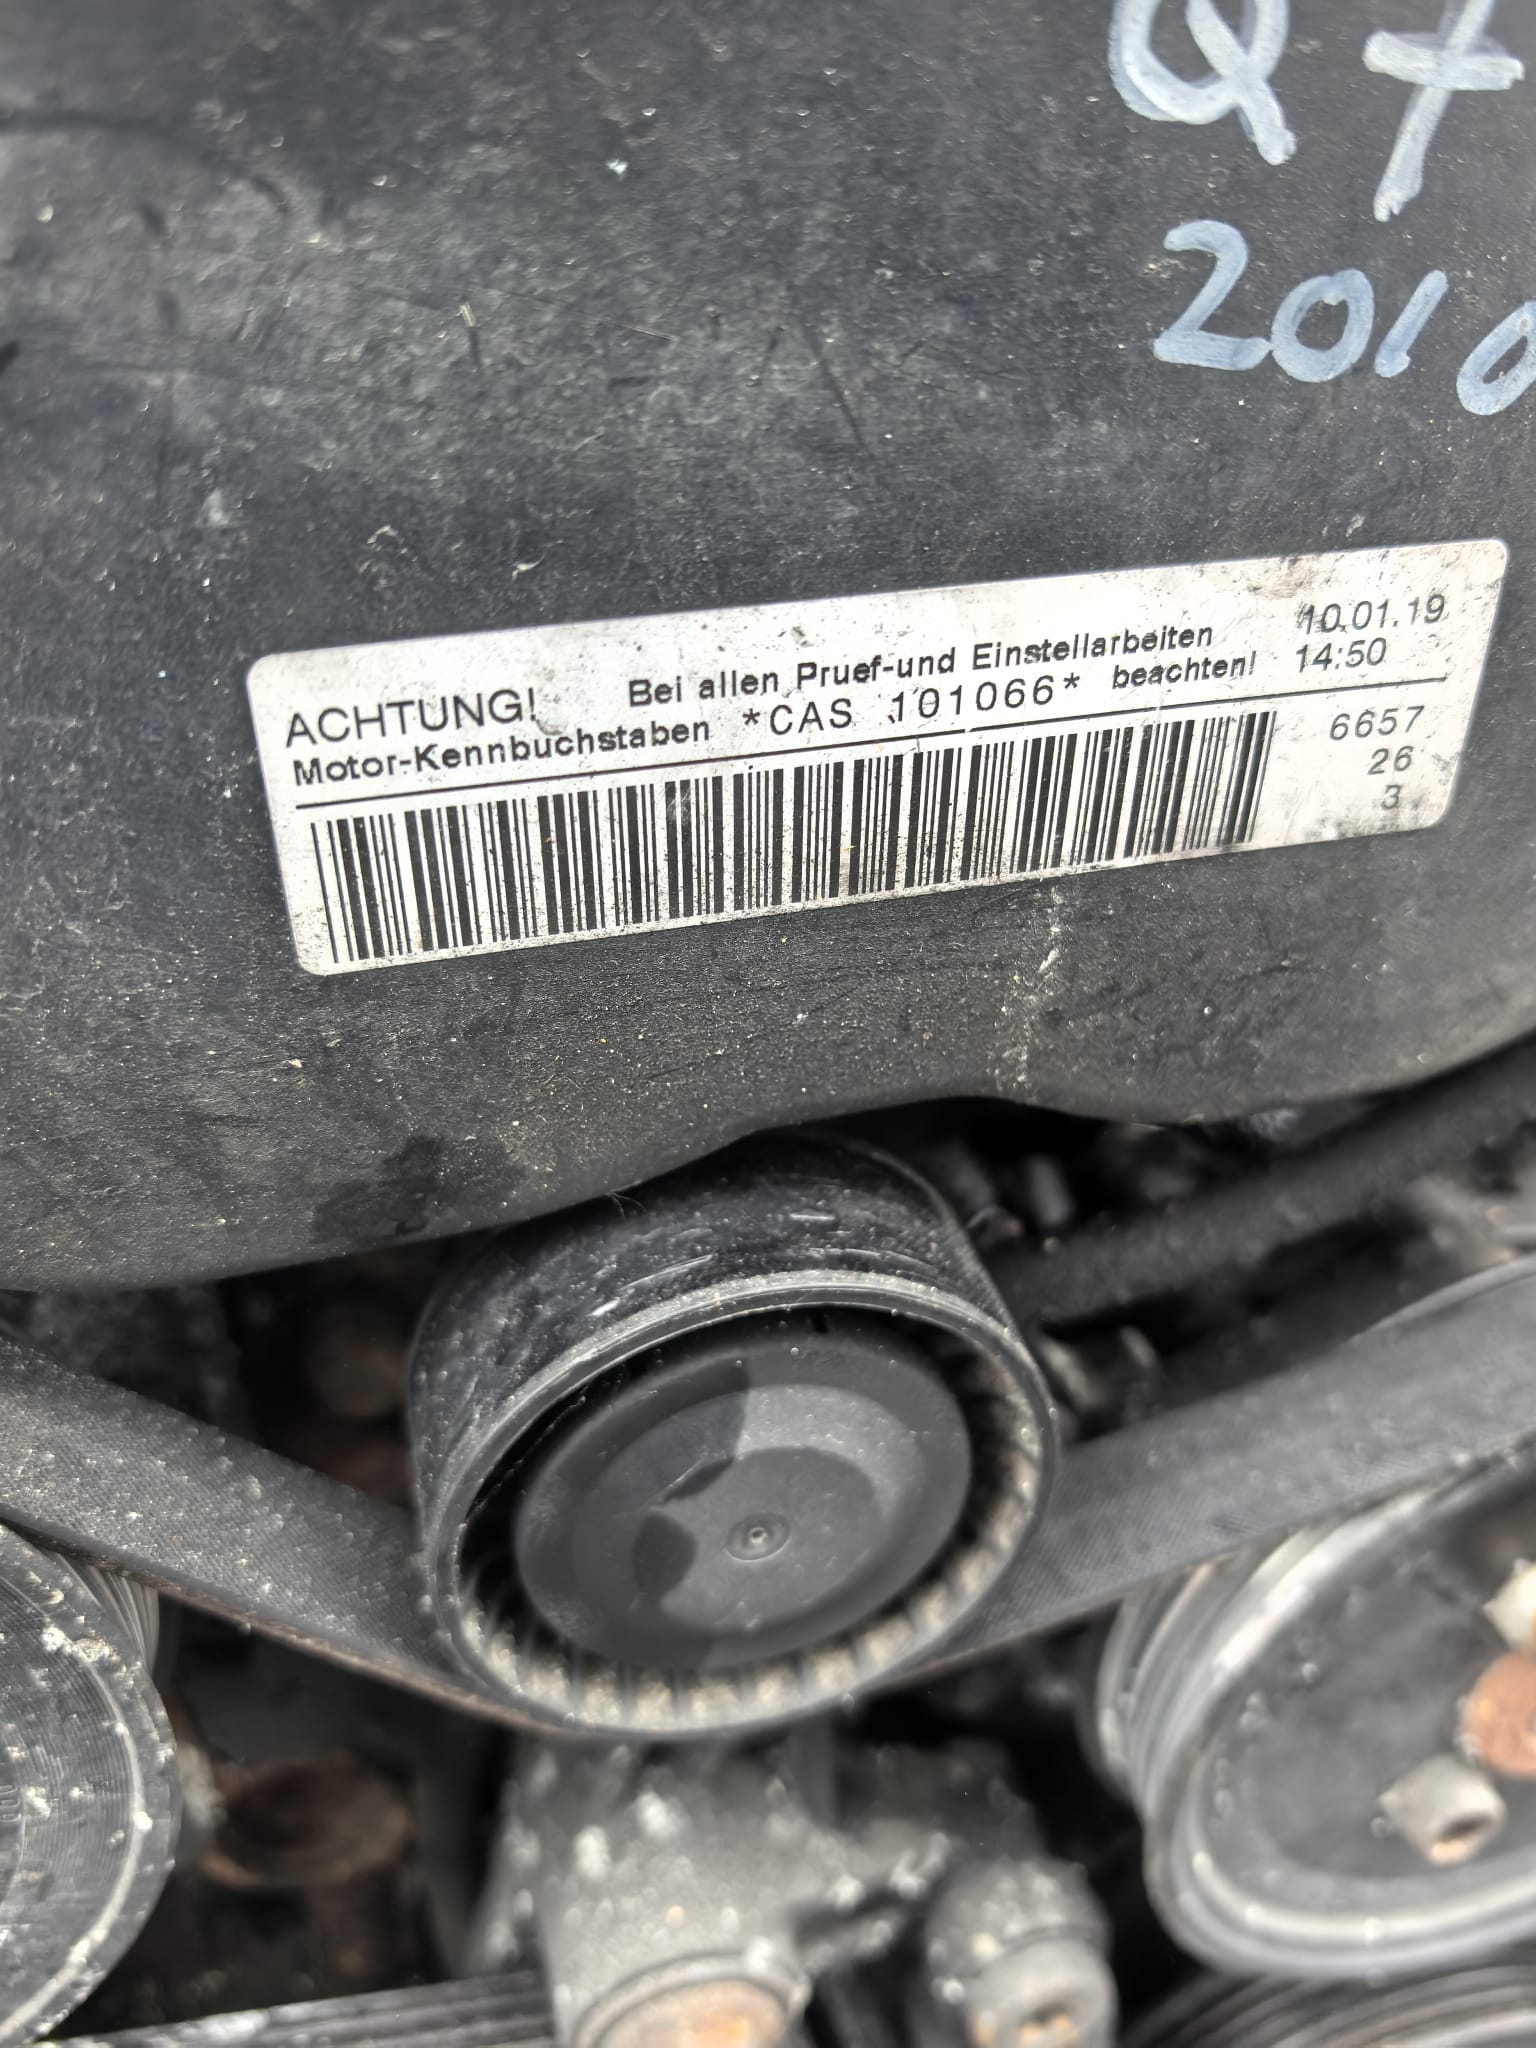 Q7
2010
ACHTUNG! Bei allen Pruef-und Einstellarbeiten 10.01.19
Motor-Kennbuchstaben *CAS 101066* beachten! 14:50
6657
26
3